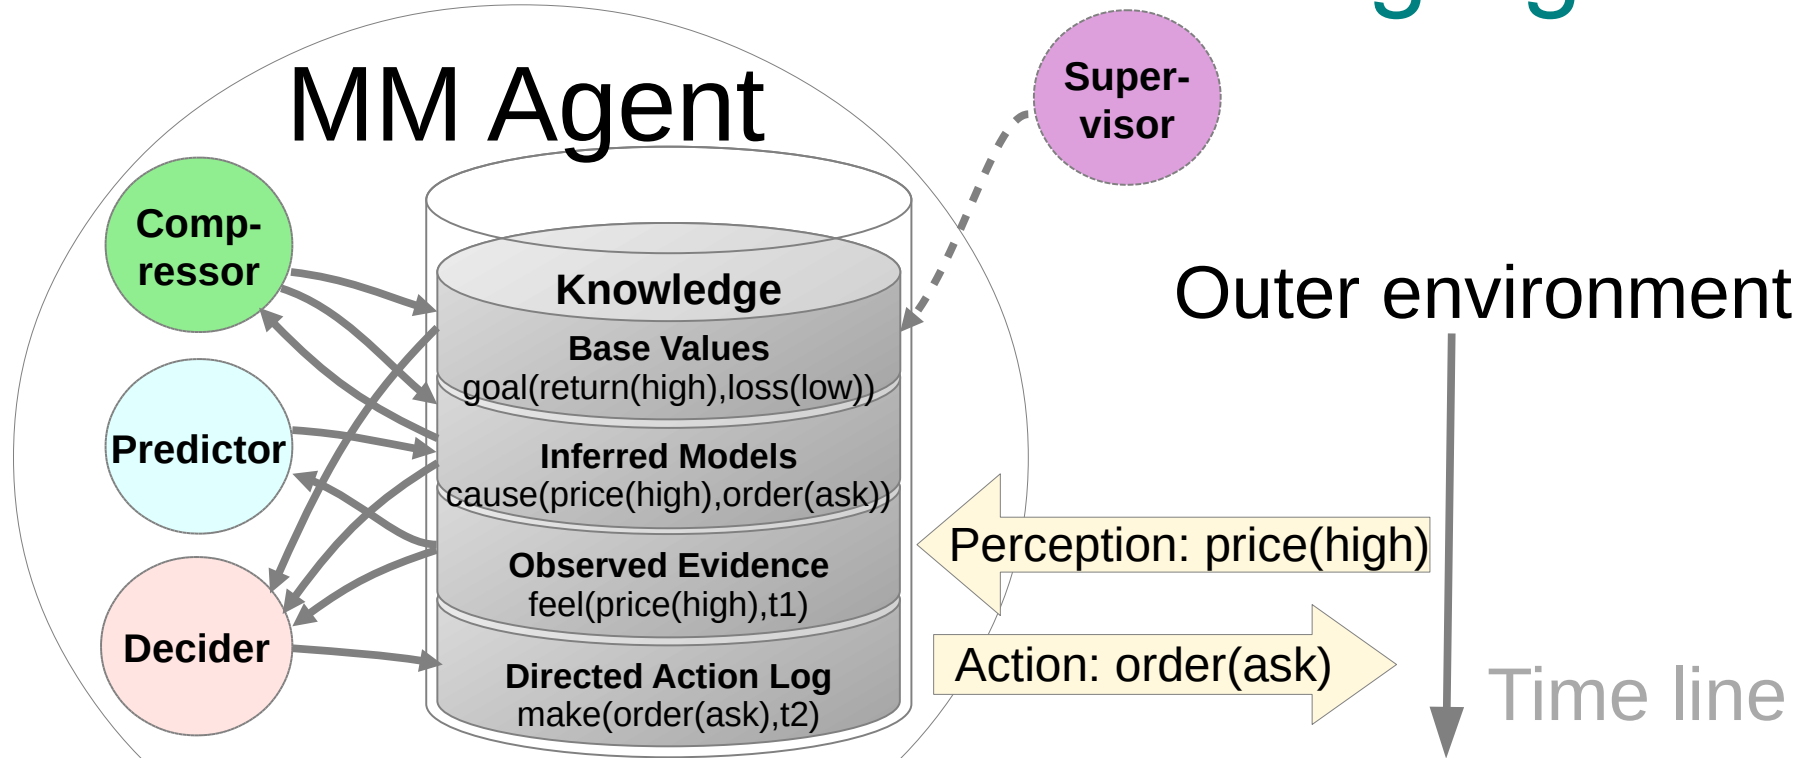 MM Agent
Super-
visor
Comp-
ressor
Knowledge
Base Values
goal(return(high),loss(low))
Outer environment
Predictor
Inferred Models
cause(price(high),order(ask))
Perception: price(high)
Observed Evidence
feel(price(high),t1)
Decider
Action: order(ask)
Directed Action Log
make(order(ask),t2)
Time line